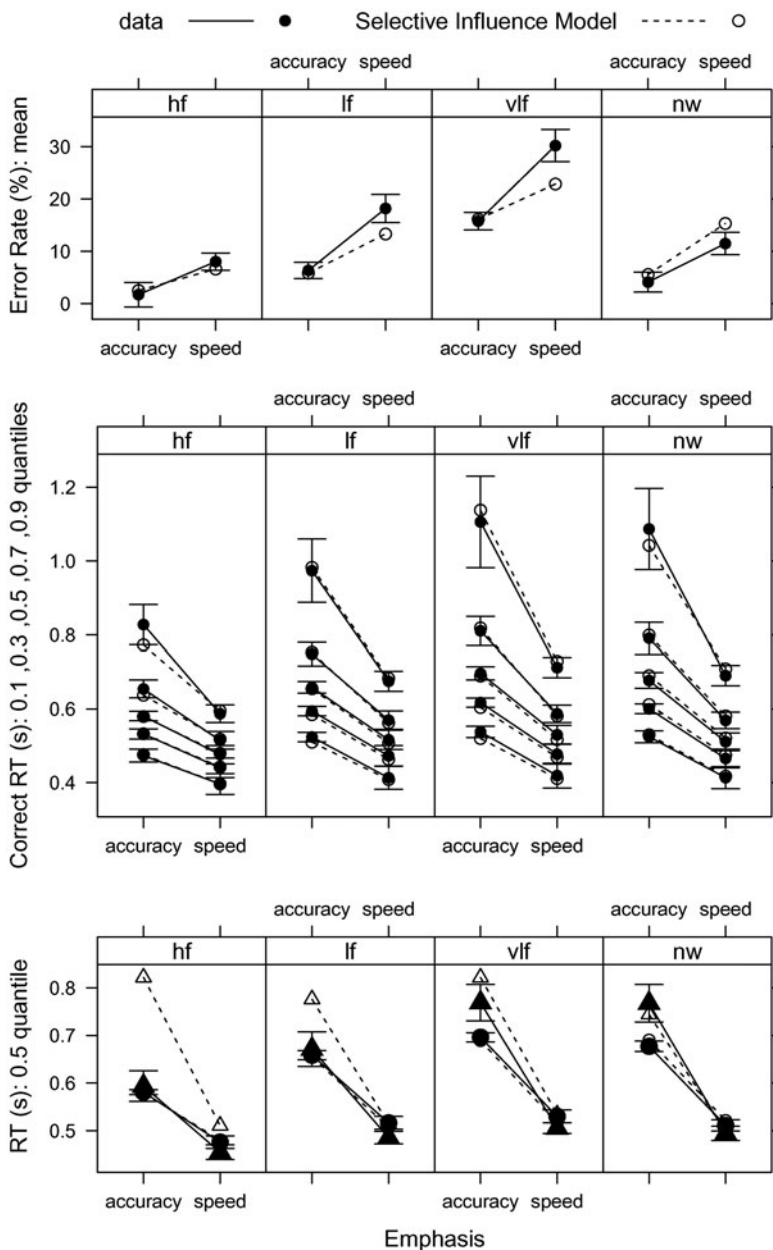 data Selective Influence Model
accuracy speed accuracy speed
hf lf vlf nw
Error Rate (%): mean
30
20
10
0
accuracy speed accuracy speed
accuracy speed accuracy speed
hf lf vlf nw
Correct RT (s): 0.1 ,0.3 ,0.5 ,0.7 ,0.9 quantiles
1.2
1.0
0.8
0.6
0.4
accuracy speed accuracy speed
accuracy speed accuracy speed
hf lf vlf nw
RT (s): 0.5 quantile
0.8
0.7
0.6
0.5
accuracy speed accuracy speed
Emphasis